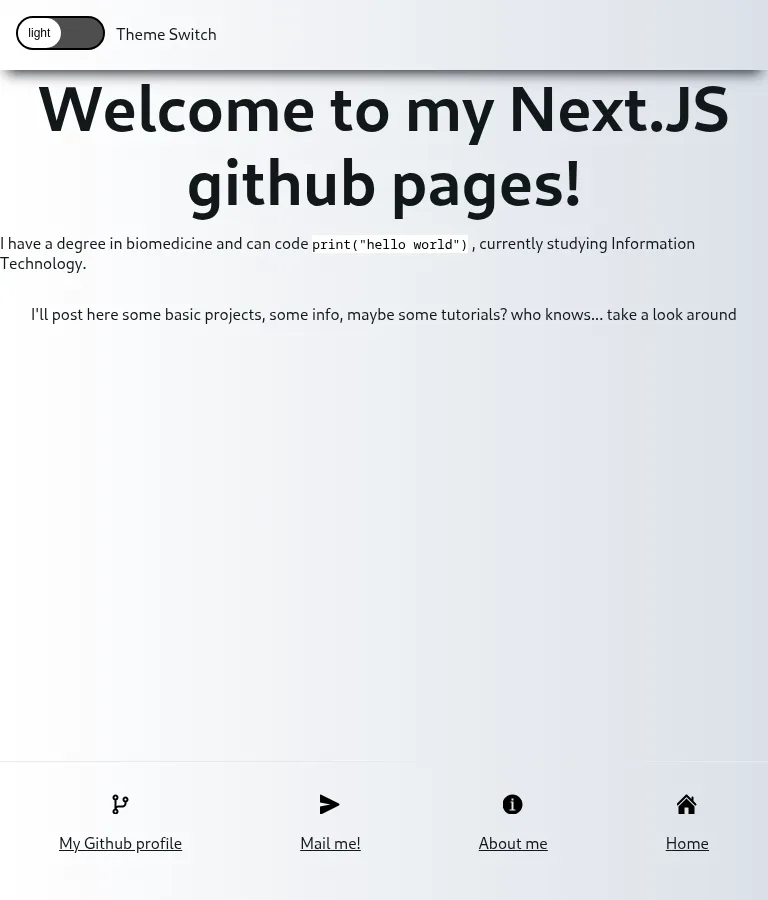 light
Theme Switch
Welcome to my Next.JS
github pages!
I have a degree in biomedicine and can code print("hello world") , currently studying Information
Technology.
I'll post here some basic projects, some info, maybe some tutorials? who knows... take a look around
My Github profile
Mail me!
About me
Home